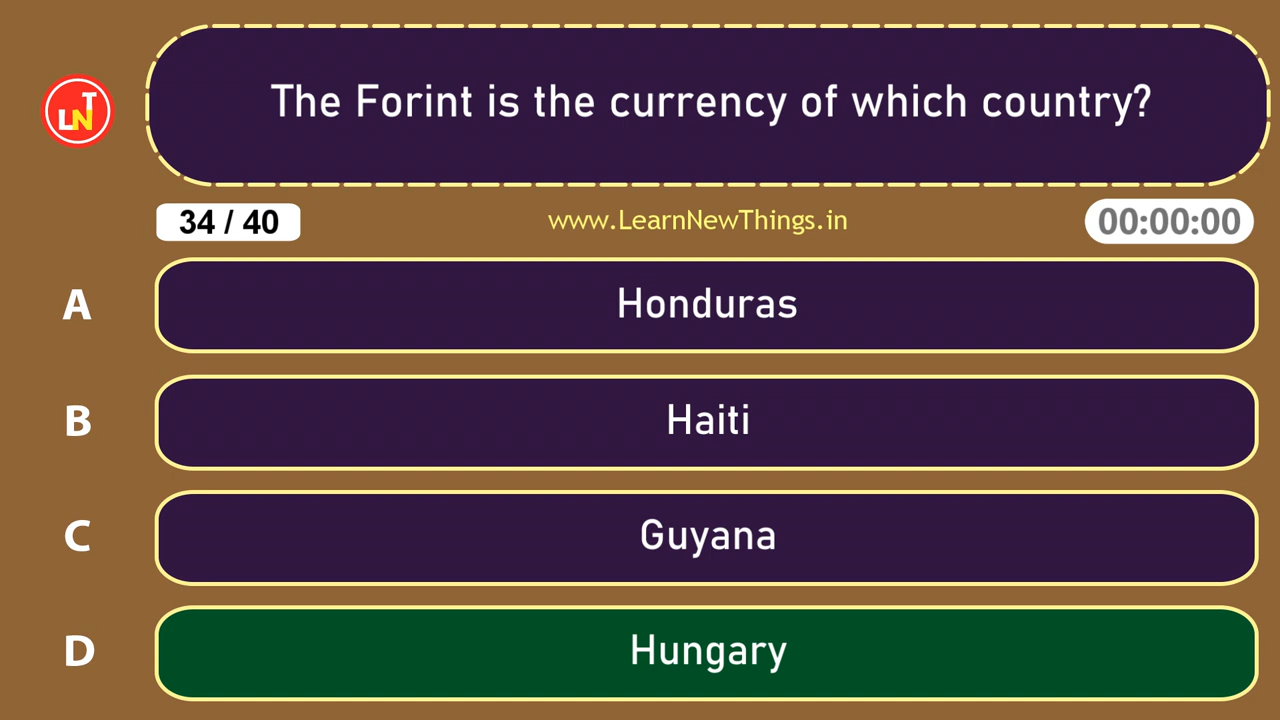 The Forint is the currency of which country?
LNT
34 / 40
www.LearnNewThings.in
00:00:00
A
Honduras
B
Haiti
C
Guyana
D
Hungary